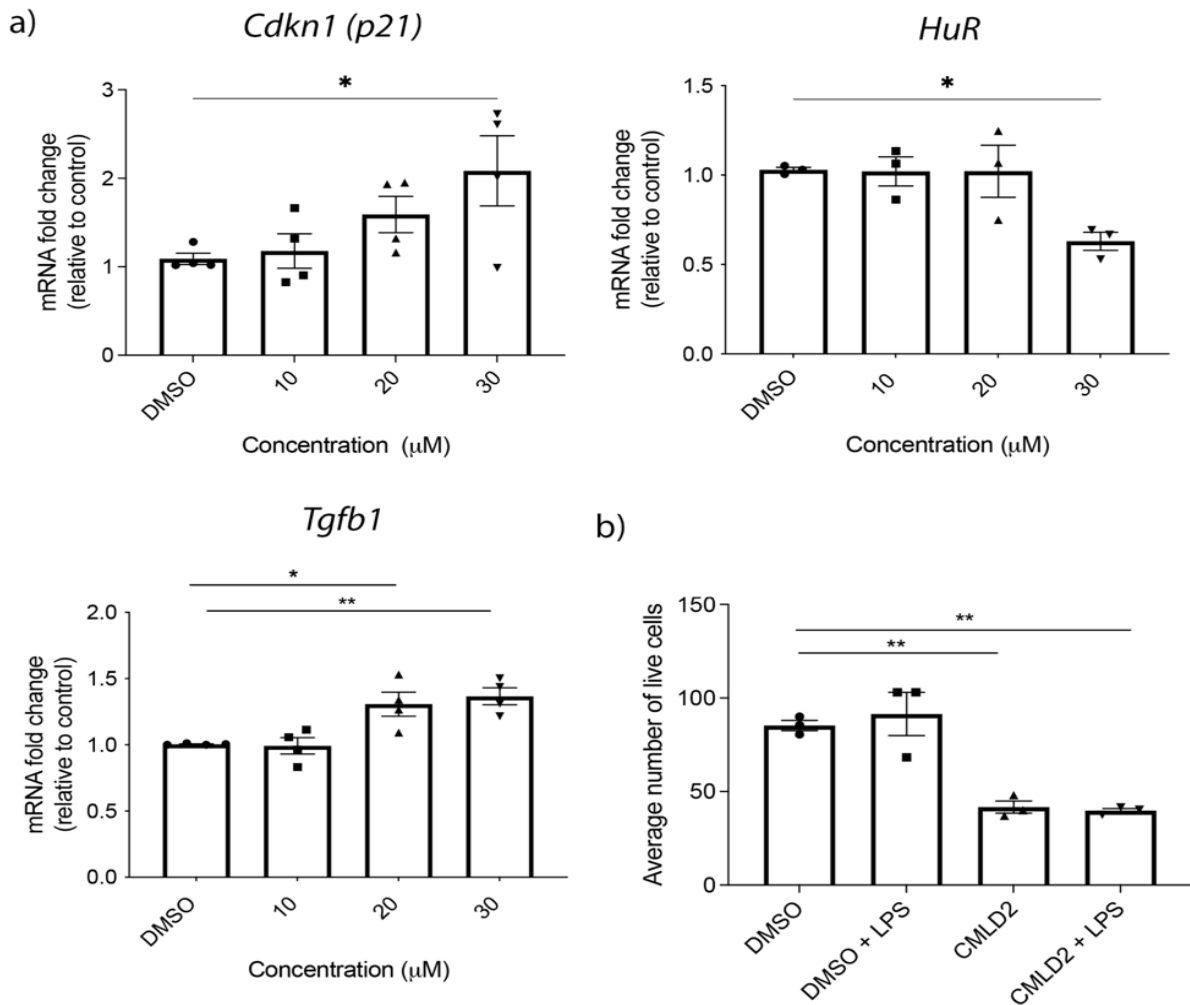 a)
Cdkn1 (p21)
*
mRNA fold change
(relative to control)
3
2
1
0
DMSO
10
20
30
Concentration (μM)
HuR
*
mRNA fold change
(relative to control)
1.5
1.0
0.5
0.0
DMSO
10
20
30
Concentration (μM)
Tgfb1
*
**
mRNA fold change
(relative to control)
2.0
1.5
1.0
0.5
0.0
DMSO
10
20
30
Concentration (μM)
b)
**
**
Average number of live cells
150
100
50
0
DMSO
DMSO + LPS
CMLD2
CMLD2 + LPS